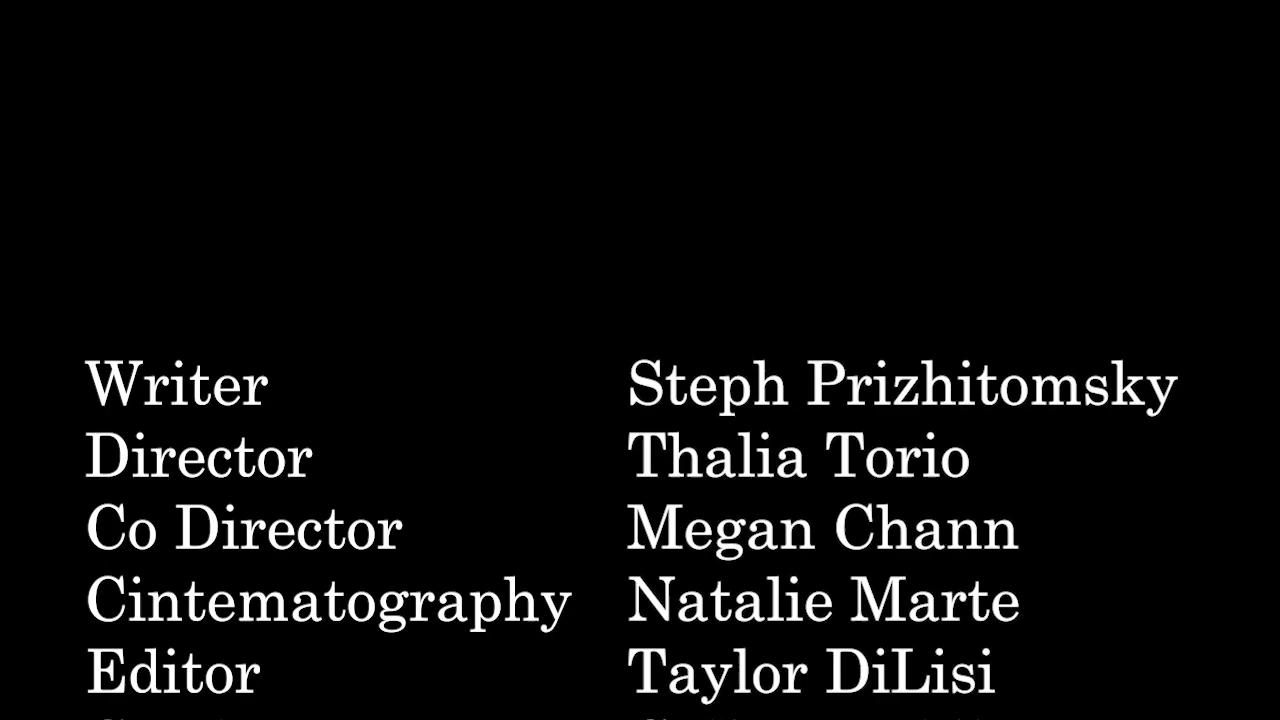 Writer Steph Prizhitomsky
Director Thalia Torio
Co Director Megan Chann
Cintematography Natalie Marte
Editor Taylor DiLisi